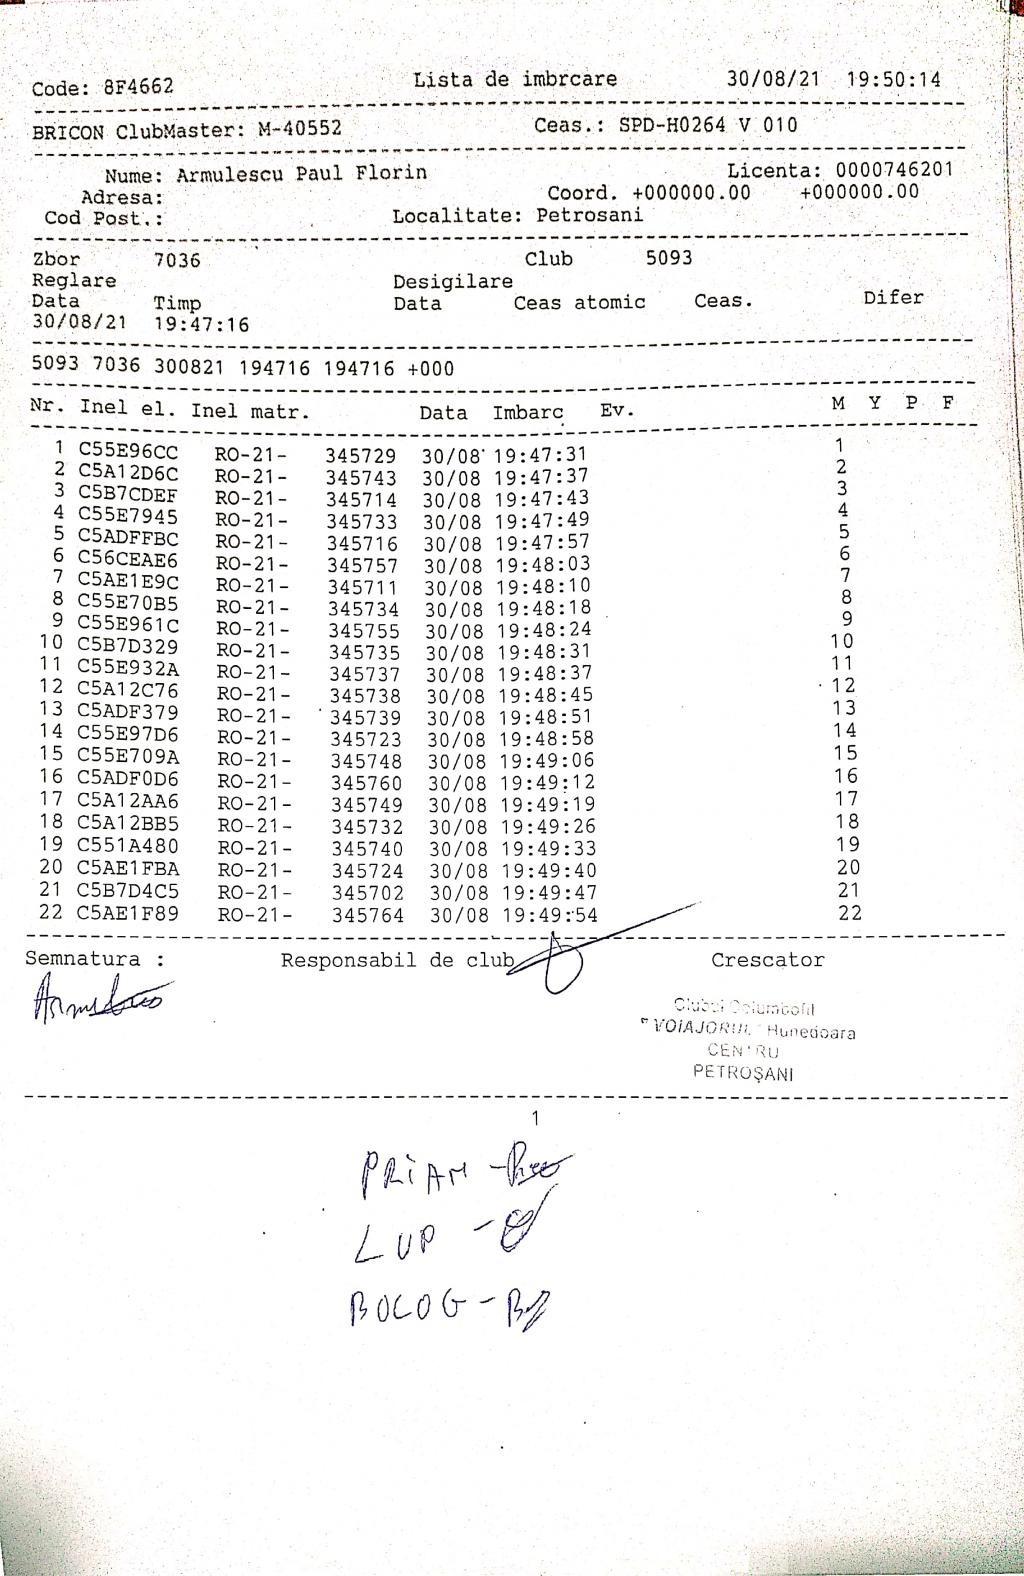 Code: 8F4662 Lista de imbrcare 30/08/21 19:50:14
BRICON ClubMaster: M-40552 Ceas.: SPD-H0264 V 010
Nume: Armulescu Paul Florin Licenta: 0000746201
Adresa: Coord. +000000.00 +000000.00
Cod Post.: Localitate: Petrosani
Zbor 7036 Club 5093
Reglare Desigilare
Data Timp Data Ceas atomic Ceas. Difer
30/08/21 19:47:16
5093 7036 300821 194716 194716 +000
Nr. Inel el. Inel matr. Data Imbarc Ev. M Y P F
1 C55E96CC RO-21- 345729 30/08 19:47:31 1
2 C5A12D6C RO-21- 345743 30/08 19:47:37 2
3 C5B7CDEF RO-21- 345714 30/08 19:47:43 3
4 C55E7945 RO-21- 345733 30/08 19:47:49 4
5 C5ADFFBC RO-21- 345716 30/08 19:47:57 5
6 C56CEAE6 RO-21- 345757 30/08 19:48:03 6
7 C5AE1E9C RO-21- 345711 30/08 19:48:10 7
8 C55E70B5 RO-21- 345734 30/08 19:48:18 8
9 C55E961C RO-21- 345755 30/08 19:48:24 9
10 C5B7D329 RO-21- 345735 30/08 19:48:31 10
11 C55E932A RO-21- 345737 30/08 19:48:37 11
12 C5A12C76 RO-21- 345738 30/08 19:48:45 12
13 C5ADF379 RO-21- 345739 30/08 19:48:51 13
14 C55E97D6 RO-21- 345723 30/08 19:48:58 14
15 C55E709A RO-21- 345748 30/08 19:49:06 15
16 C5ADF0D6 RO-21- 345760 30/08 19:49:12 16
17 C5A12AA6 RO-21- 345749 30/08 19:49:19 17
18 C5A12BB5 RO-21- 345732 30/08 19:49:26 18
19 C551A480 RO-21- 345740 30/08 19:49:33 19
20 C5AE1FBA RO-21- 345724 30/08 19:49:40 20
21 C5B7D4C5 RO-21- 345702 30/08 19:49:47 21
22 C5AE1F89 RO-21- 345764 30/08 19:49:54 22
Semnatura : Responsabil de club Crescator
Clubul Columbofil
"VOIAJORUL" Hunedoara
CENTRU
PETROŞANI
1
PRIAM -
LUP -
BOLOG -